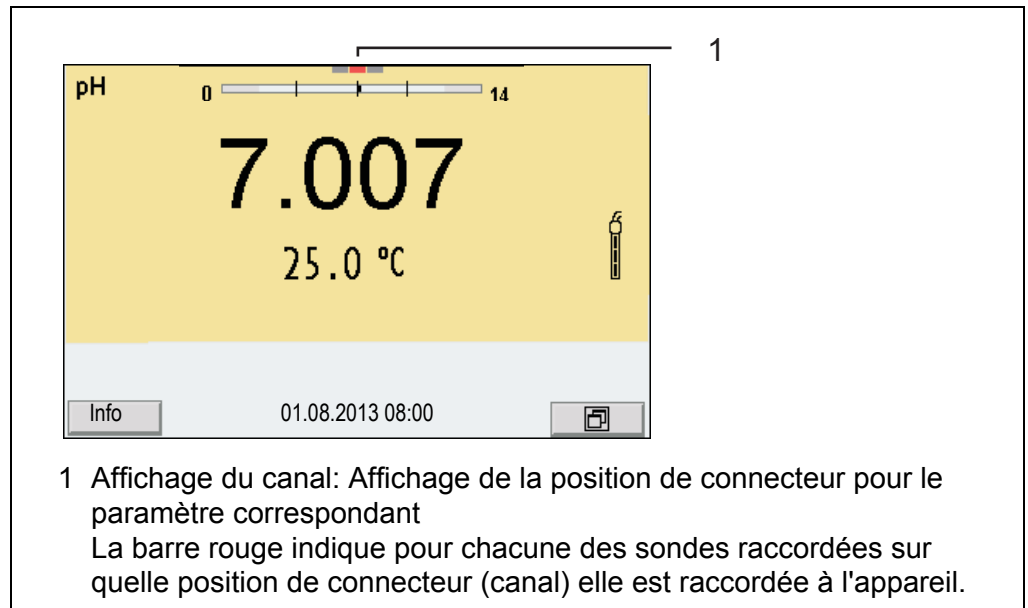 1
pH
0 14
7.007
25.0 °C
Info 01.08.2013 08:00
1 Affichage du canal: Affichage de la position de connecteur pour le
paramètre correspondant
La barre rouge indique pour chacune des sondes raccordées sur
quelle position de connecteur (canal) elle est raccordée à l'appareil.